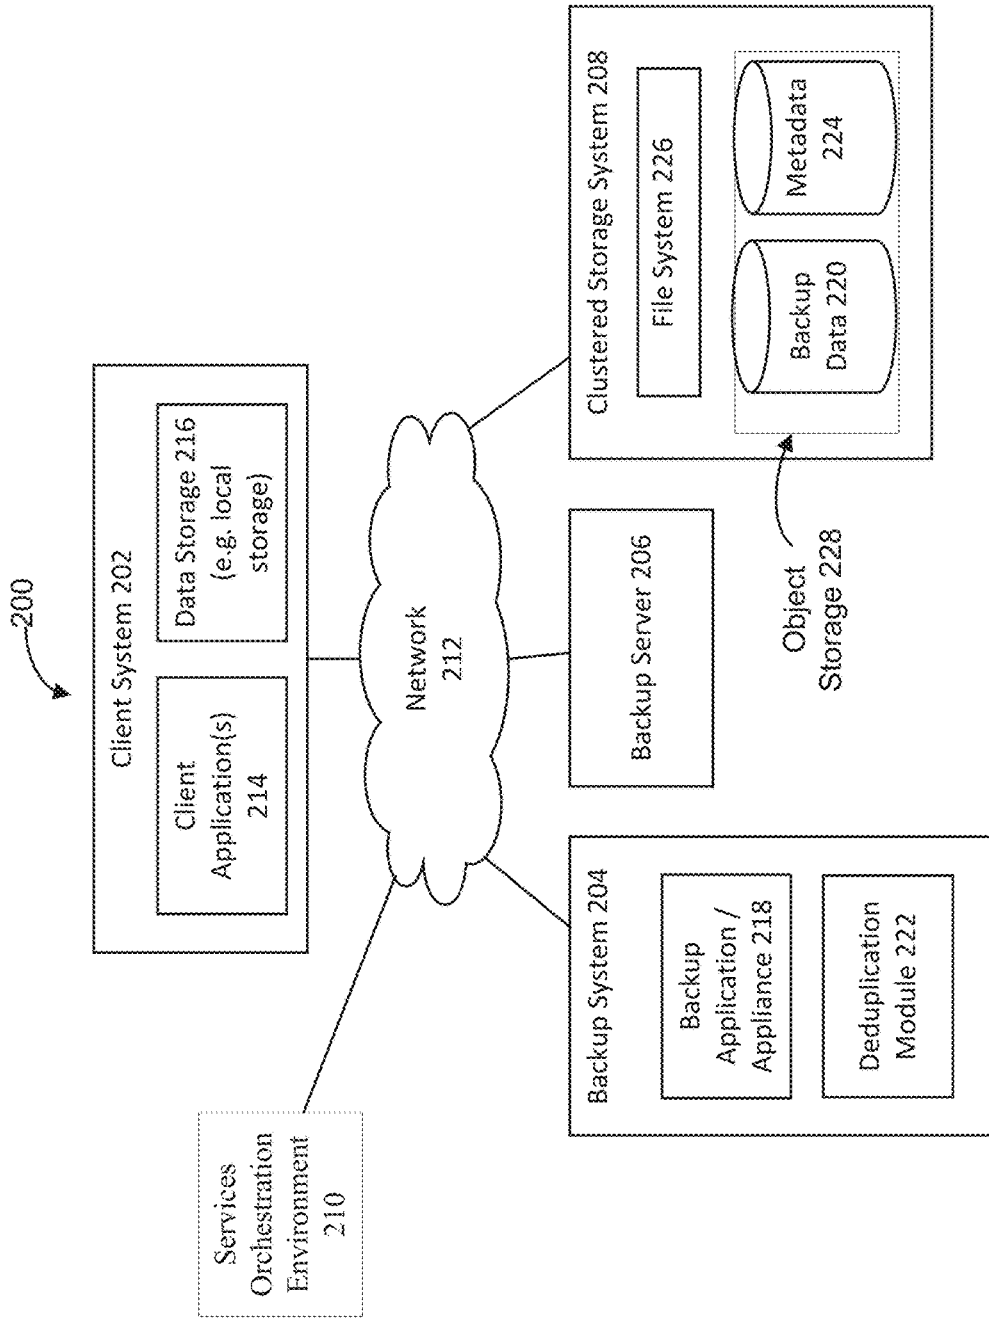 200
Client System 202
Client
Application(s)
214
Data Storage 216
(e.g. local
storage)
Services
Orchestration
Environment
210
Network
212
Backup System 204
Backup
Application /
Appliance 218
Deduplication
Module 222
Backup Server 206
Clustered Storage System 208
File System 226
Backup
Data 220
Metadata
224
Object
Storage 228